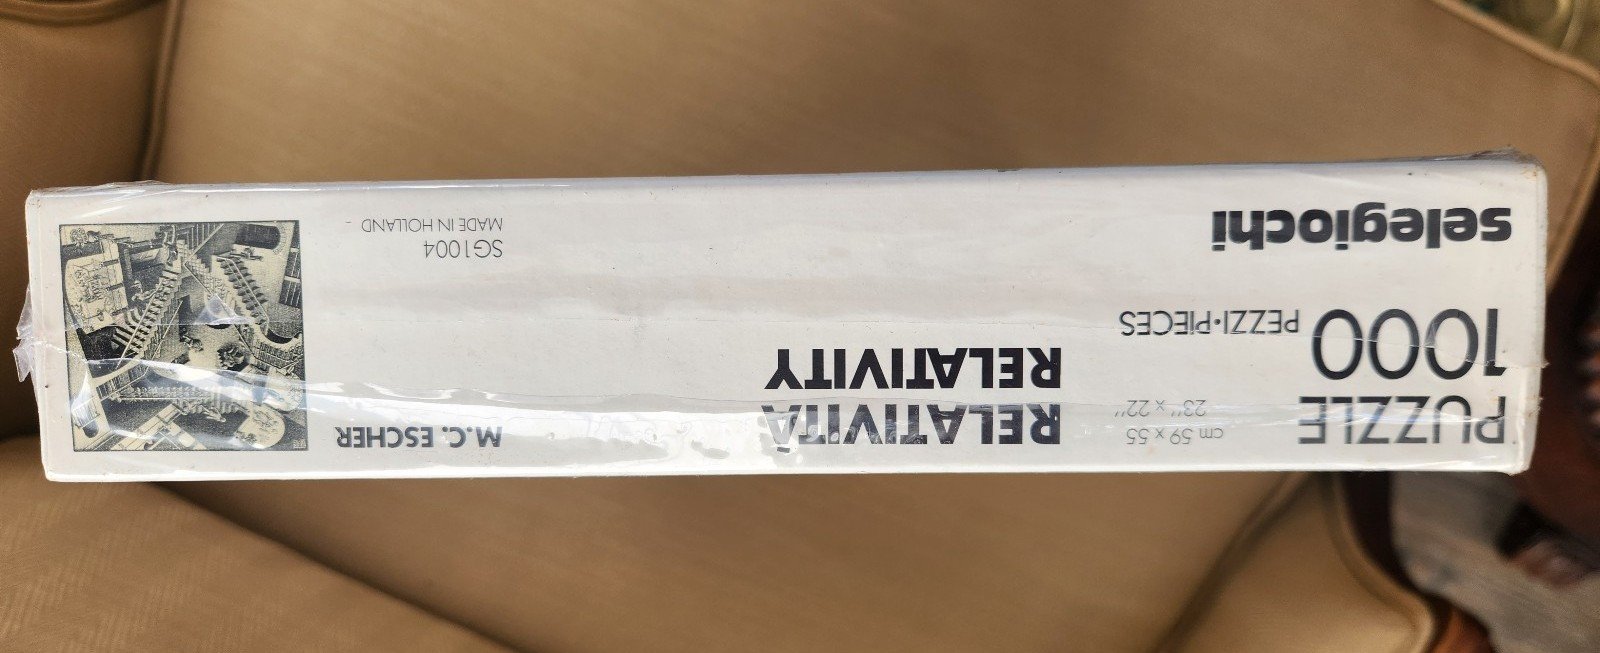 PUZZLE
1000 PEZZI•PIECES
cm 59 x 55
23" x 22"
selegiochi
RELATIVITÀ
RELATIVITY
M.C. ESCHER
SG1004
MADE IN HOLLAND